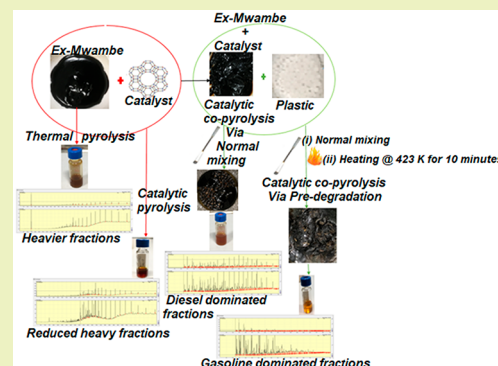 Ex-Mwambe
+
Catalyst
Ex-Mwambe
+
Catalyst
+
Plastic
Thermal pyrolysis
Catalytic
co-pyrolysis
Via
Normal
mixing
(i) Normal mixing
(ii) Heating @ 423 K for 10 minutes
Catalytic co-pyrolysis
Via Pre-degradation
Catalytic
pyrolysis
Heavier fractions
Diesel dominated
fractions
Reduced heavy fractions
Gasoline dominated fractions